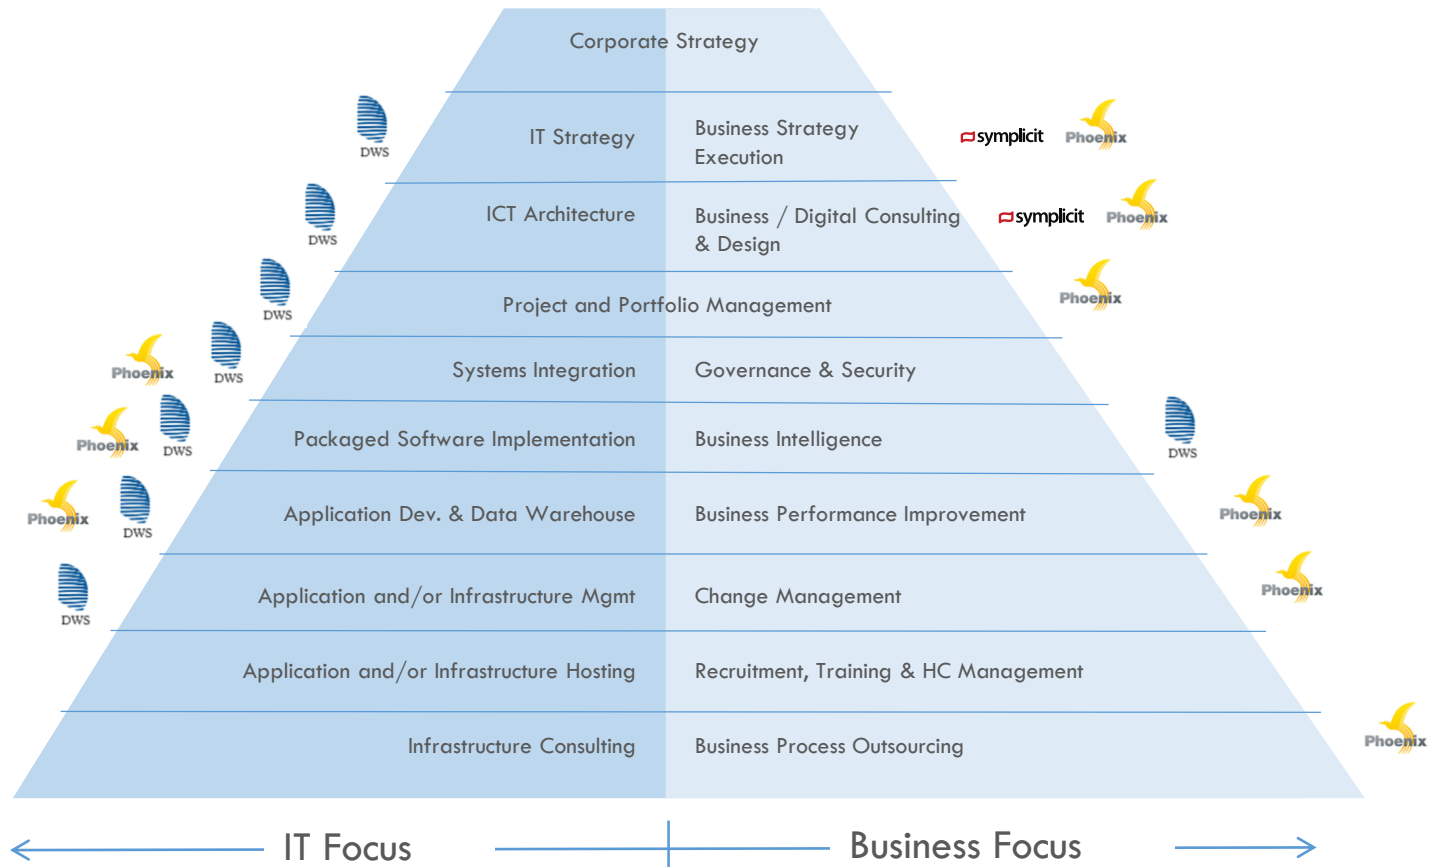 Corporate Strategy
DWS
IT Strategy
Business Strategy
Execution
symplicit
Phoenix
DWS
ICT Architecture
Business / Digital Consulting
& Design
symplicit
Phoenix
DWS
Project and Portfolio Management
Phoenix
Phoenix
DWS
Systems Integration
Governance & Security
Phoenix
DWS
Packaged Software Implementation
Business Intelligence
DWS
Phoenix
DWS
Application Dev. & Data Warehouse
Business Performance Improvement
Phoenix
DWS
Application and/or Infrastructure Mgmt
Change Management
Phoenix
Application and/or Infrastructure Hosting
Recruitment, Training & HC Management
Infrastructure Consulting
Business Process Outsourcing
Phoenix
IT Focus
Business Focus